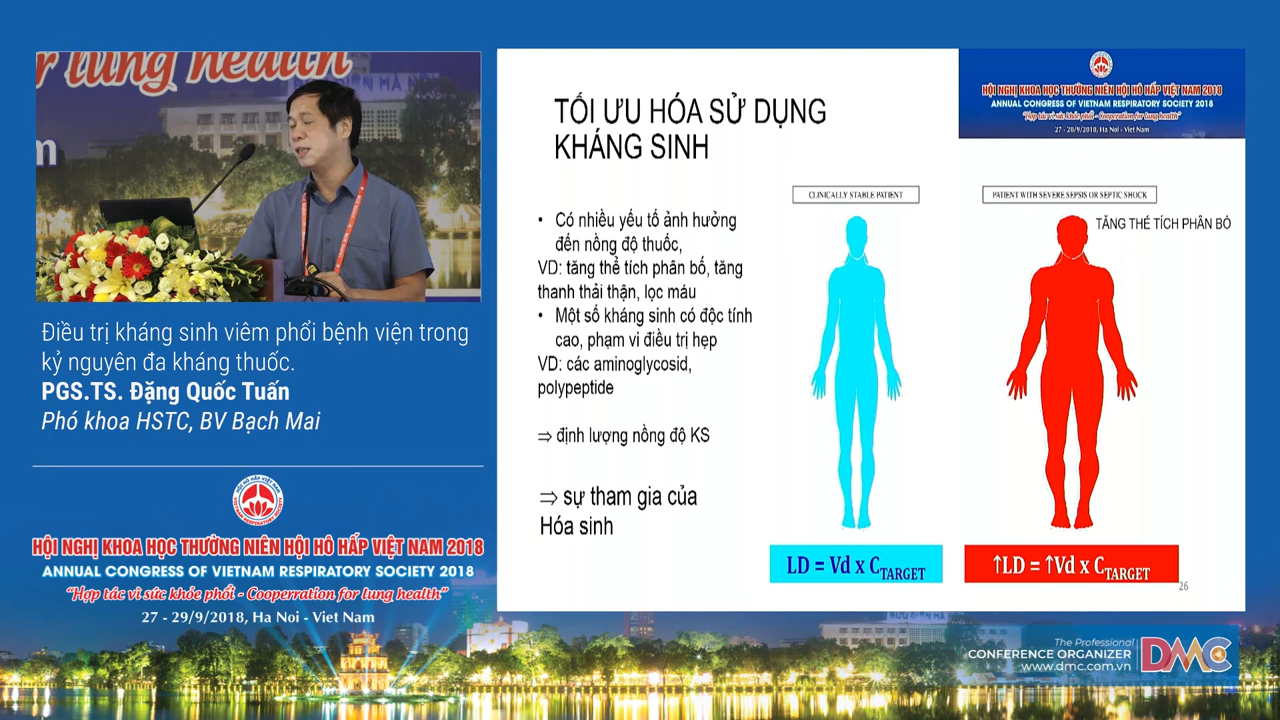 r lung health
m
Điều trị kháng sinh viêm phổi bệnh viện trong
kỷ nguyên đa kháng thuốc.
PGS.TS. Đặng Quốc Tuấn
Phó khoa HSTC, BV Bạch Mai
HỘI NGHỊ KHOA HỌC THƯỜNG NIÊN HỘI HÔ HẤP VIỆT NAM 2018
ANNUAL CONGRESS OF VIETNAM RESPIRATORY SOCIETY 2018
“Hợp tác vì sức khỏe phổi - Cooperration for lung health”
27 - 29/9/2018, Ha Noi - Viet Nam
TỐI ƯU HÓA SỬ DỤNG
KHÁNG SINH
• Có nhiều yếu tố ảnh hưởng
đến nồng độ thuốc,
VD: tăng thể tích phân bố, tăng
thanh thải thận, lọc máu
• Một số kháng sinh có độc tính
cao, phạm vi điều trị hẹp
VD: các aminoglycosid,
polypeptide
⇒ định lượng nồng độ KS
⇒ sự tham gia của
Hóa sinh
HỘI NGHỊ KHOA HỌC THƯỜNG NIÊN HỘI HÔ HẤP VIỆT NAM 2018
ANNUAL CONGRESS OF VIETNAM RESPIRATORY SOCIETY 2018
"Hợp tác vì sức khỏe phổi - Cooperation for lung health"
27 - 29/9/2018, Ha Noi - Viet Nam
CLINICALLY STABLE PATIENT
PATIENT WITH SEVERE SEPSIS OR SEPTIC SHOCK
TĂNG THỂ TÍCH PHÂN BỐ
LD = Vd x C TARGET
↑LD = ↑Vd x C TARGET
26
The Professional
CONFERENCE ORGANIZER
www.dmc.com.vn
DMC